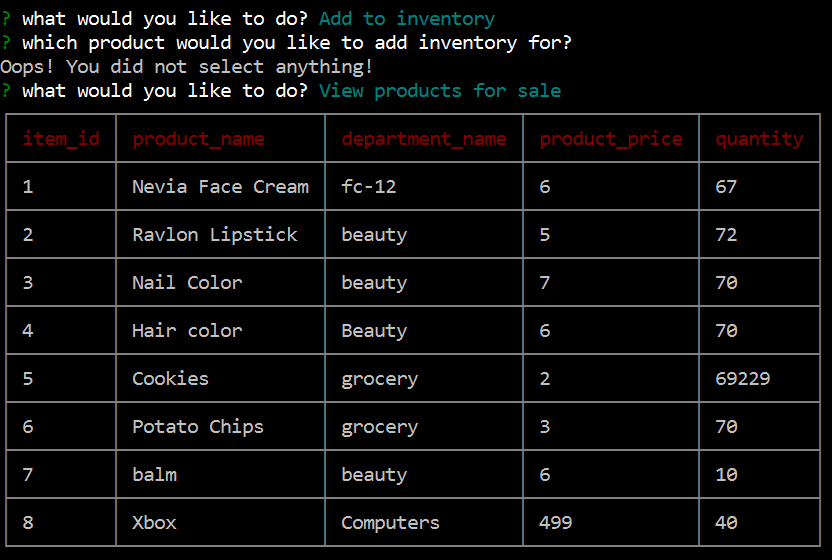 ? what would you like to do? Add to inventory
? which product would you like to add inventory for?
Oops! You did not select anything!
? what would you like to do? View products for sale
item_id product_name department_name product_price quantity
1 Nevia Face Cream fc-12 6 67
2 Ravlon Lipstick beauty 5 72
3 Nail Color beauty 7 70
4 Hair color Beauty 6 70
5 Cookies grocery 2 69229
6 Potato Chips grocery 3 70
7 balm beauty 6 10
8 Xbox Computers 499 40